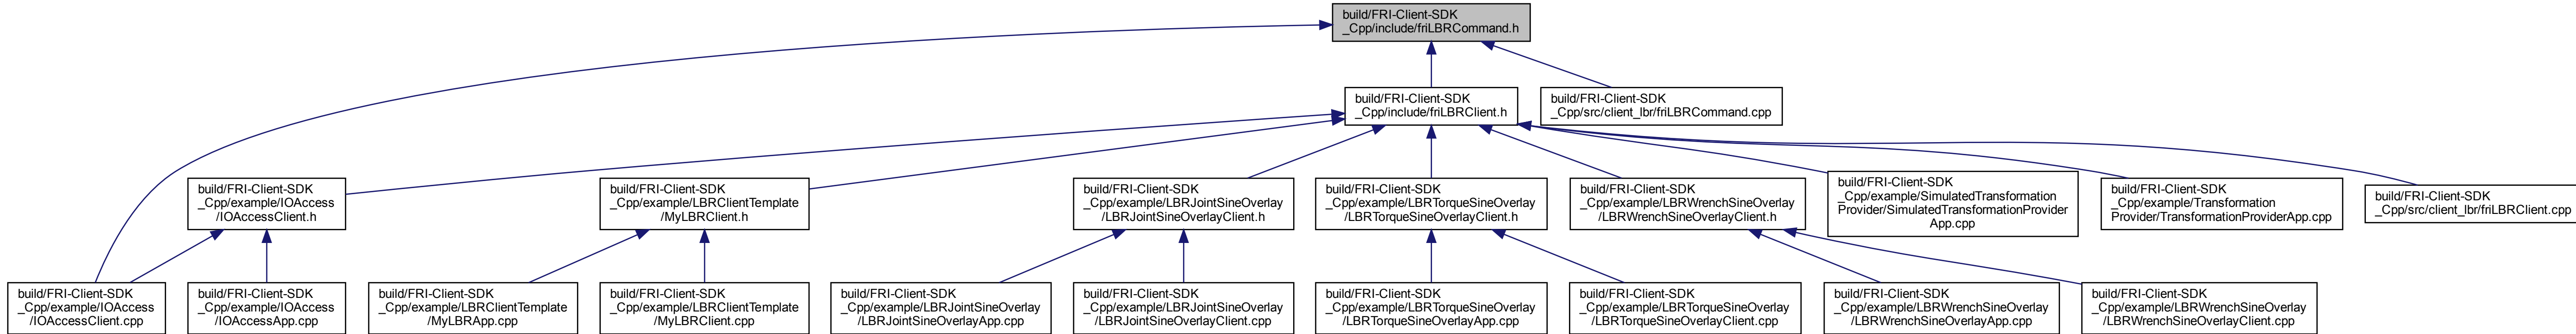 build/FRI-Client-SDK
_Cpp/include/friLBRCommand.h
build/FRI-Client-SDK
_Cpp/include/friLBRClient.h
build/FRI-Client-SDK
_Cpp/src/client_lbr/friLBRCommand.cpp
build/FRI-Client-SDK
_Cpp/example/IOAccess
/IOAccessClient.h
build/FRI-Client-SDK
_Cpp/example/LBRClientTemplate
/MyLBRClient.h
build/FRI-Client-SDK
_Cpp/example/LBRJointSineOverlay
/LBRJointSineOverlayClient.h
build/FRI-Client-SDK
_Cpp/example/LBRTorqueSineOverlay
/LBRTorqueSineOverlayClient.h
build/FRI-Client-SDK
_Cpp/example/LBRWrenchSineOverlay
/LBRWrenchSineOverlayClient.h
build/FRI-Client-SDK
_Cpp/example/SimulatedTransformation
Provider/SimulatedTransformationProvider
App.cpp
build/FRI-Client-SDK
_Cpp/example/Transformation
Provider/TransformationProviderApp.cpp
build/FRI-Client-SDK
_Cpp/src/client_lbr/friLBRClient.cpp
build/FRI-Client-SDK
_Cpp/example/IOAccess
/IOAccessClient.cpp
build/FRI-Client-SDK
_Cpp/example/IOAccess
/IOAccessApp.cpp
build/FRI-Client-SDK
_Cpp/example/LBRClientTemplate
/MyLBRApp.cpp
build/FRI-Client-SDK
_Cpp/example/LBRClientTemplate
/MyLBRClient.cpp
build/FRI-Client-SDK
_Cpp/example/LBRJointSineOverlay
/LBRJointSineOverlayApp.cpp
build/FRI-Client-SDK
_Cpp/example/LBRJointSineOverlay
/LBRJointSineOverlayClient.cpp
build/FRI-Client-SDK
_Cpp/example/LBRTorqueSineOverlay
/LBRTorqueSineOverlayApp.cpp
build/FRI-Client-SDK
_Cpp/example/LBRTorqueSineOverlay
/LBRTorqueSineOverlayClient.cpp
build/FRI-Client-SDK
_Cpp/example/LBRWrenchSineOverlay
/LBRWrenchSineOverlayApp.cpp
build/FRI-Client-SDK
_Cpp/example/LBRWrenchSineOverlay
/LBRWrenchSineOverlayClient.cpp